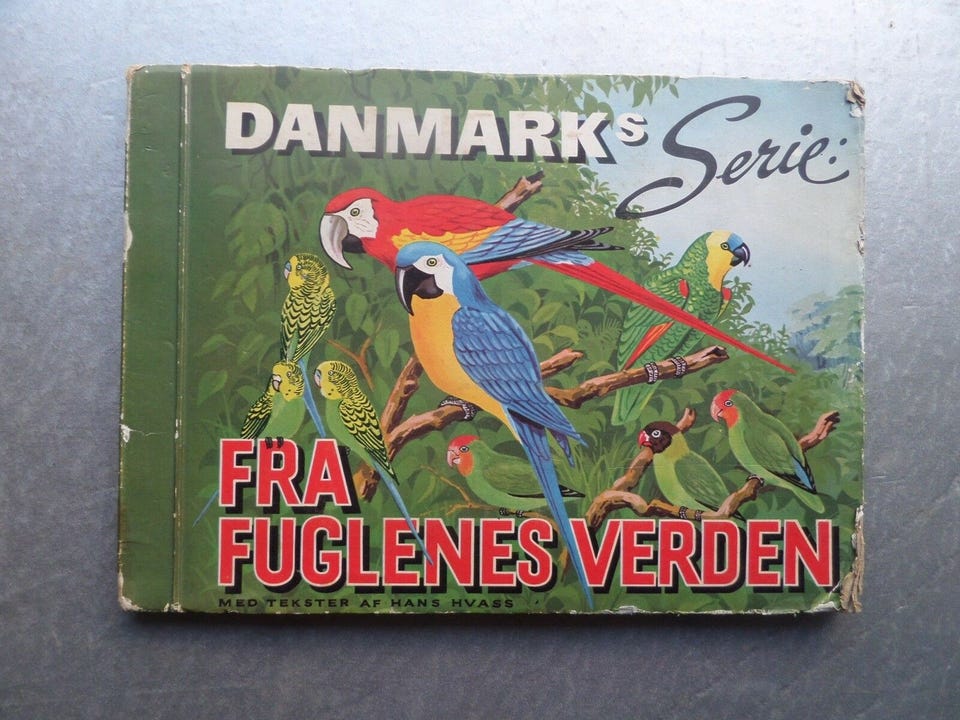 DANMARKs Serie:
FRA
FUGLENES VERDEN
MED TEKSTER AF HANS HVASS